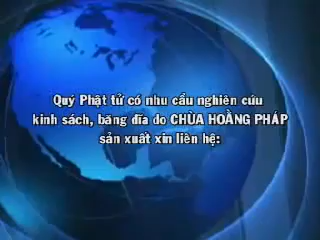 Quý Phật tử có nhu cầu nghiên cứu
kinh sách, băng đĩa do CHÙA HOẰNG PHÁP
sản xuất xin liên hệ: